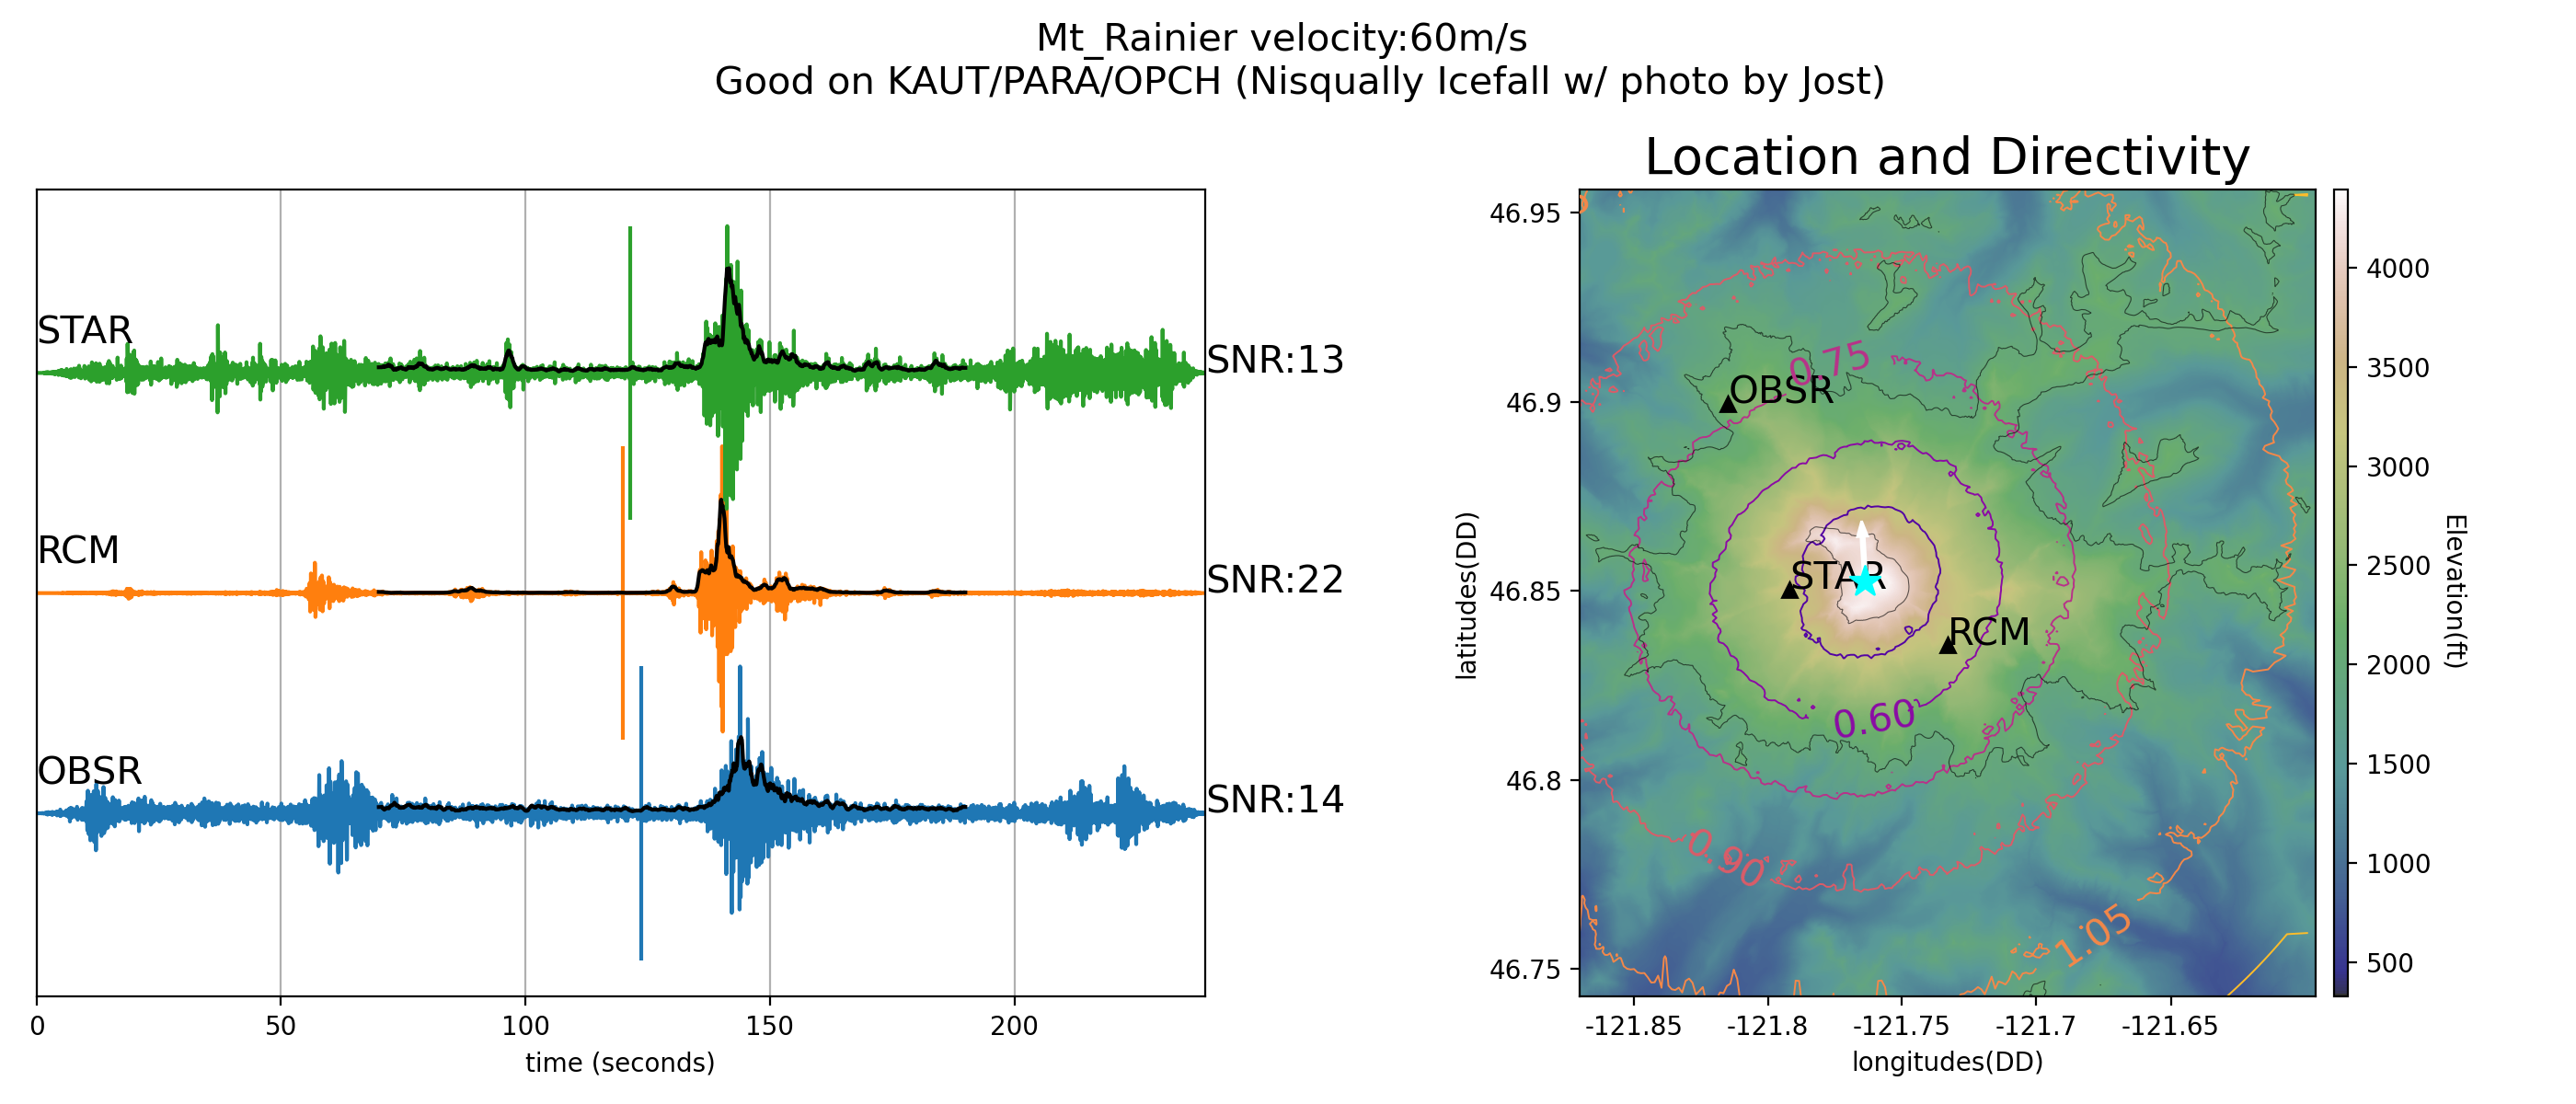 Mt_Rainier velocity:60m/s
Good on KAUT/PARA/OPCH (Nisqually Icefall w/ photo by Jost)
STAR
SNR:13
RCM
SNR:22
OBSR
SNR:14
0
50
100
150
200
time (seconds)
Location and Directivity
46.95
46.9
46.85
46.8
46.75
latitudes(DD)
0.75
OBSR
STAR
RCM
0.60
0.90
1.05
-121.85
-121.8
-121.75
-121.7
-121.65
longitudes(DD)
4000
3500
3000
2500
2000
1500
1000
500
Elevation(ft)